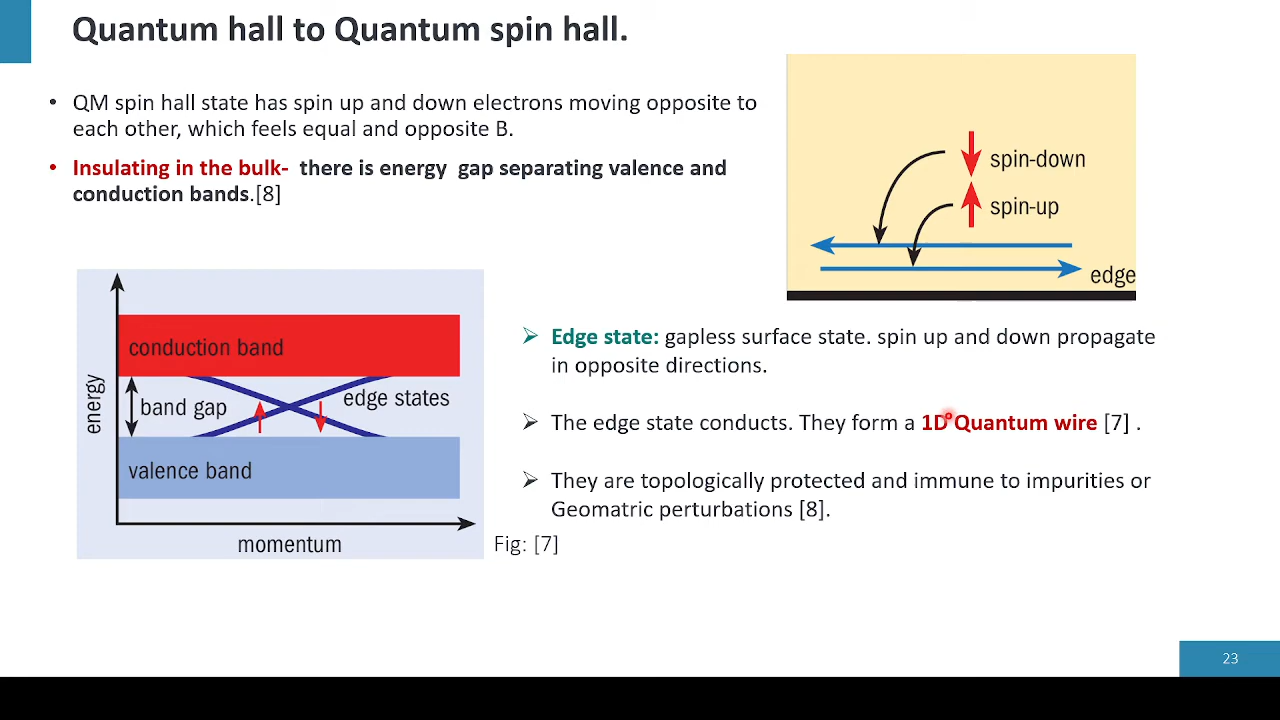 Quantum hall to Quantum spin hall.
• QM spin hall state has spin up and down electrons moving opposite to
each other, which feels equal and opposite B.
• Insulating in the bulk- there is energy gap separating valence and
conduction bands.[8]
spin-down
spin-up
edge
conduction band
energy
band gap
edge states
valence band
momentum
Fig: [7]
➢ Edge state: gapless surface state. spin up and down propagate
in opposite directions.
➢ The edge state conducts. They form a 1D Quantum wire [7] .
➢ They are topologically protected and immune to impurities or
Geomatric perturbations [8].
23